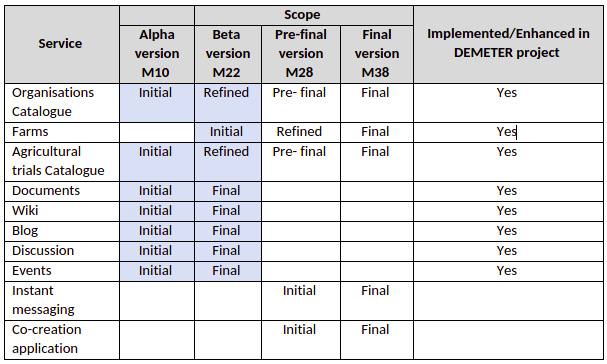 Service Scope Implemented/Enhanced in DEMETER project
Alpha version M10 Beta version M22 Pre-final version M28 Final version M38
Organisations Catalogue Initial Refined Pre- final Final Yes
Farms Initial Refined Final Yes
Agricultural trials Catalogue Initial Refined Pre- final Final Yes
Documents Initial Final Yes
Wiki Initial Final Yes
Blog Initial Final Yes
Discussion Initial Final Yes
Events Initial Final Yes
Instant messaging Initial Final
Co-creation application Initial Final